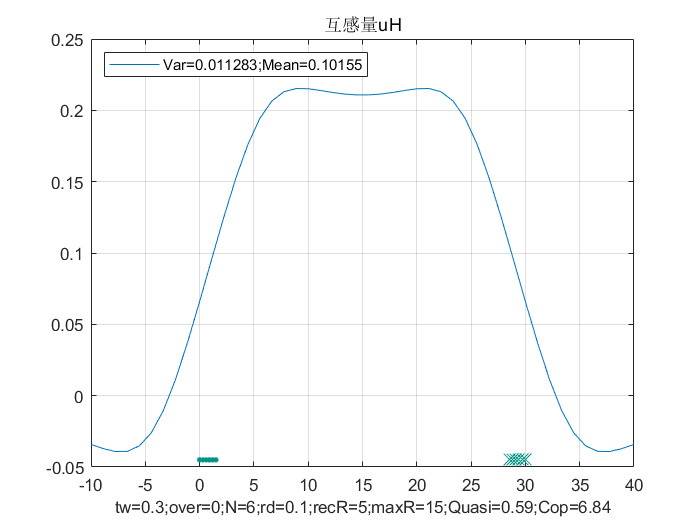 互感量uH
0.25
Var=0.011283;Mean=0.10155
0.2
0.15
0.1
0.05
0
-0.05
-10 -5 0 5 10 15 20 25 30 35 40
tw=0.3;over=0;N=6;rd=0.1;recR=5;maxR=15;Quasi=0.59;Cop=6.84